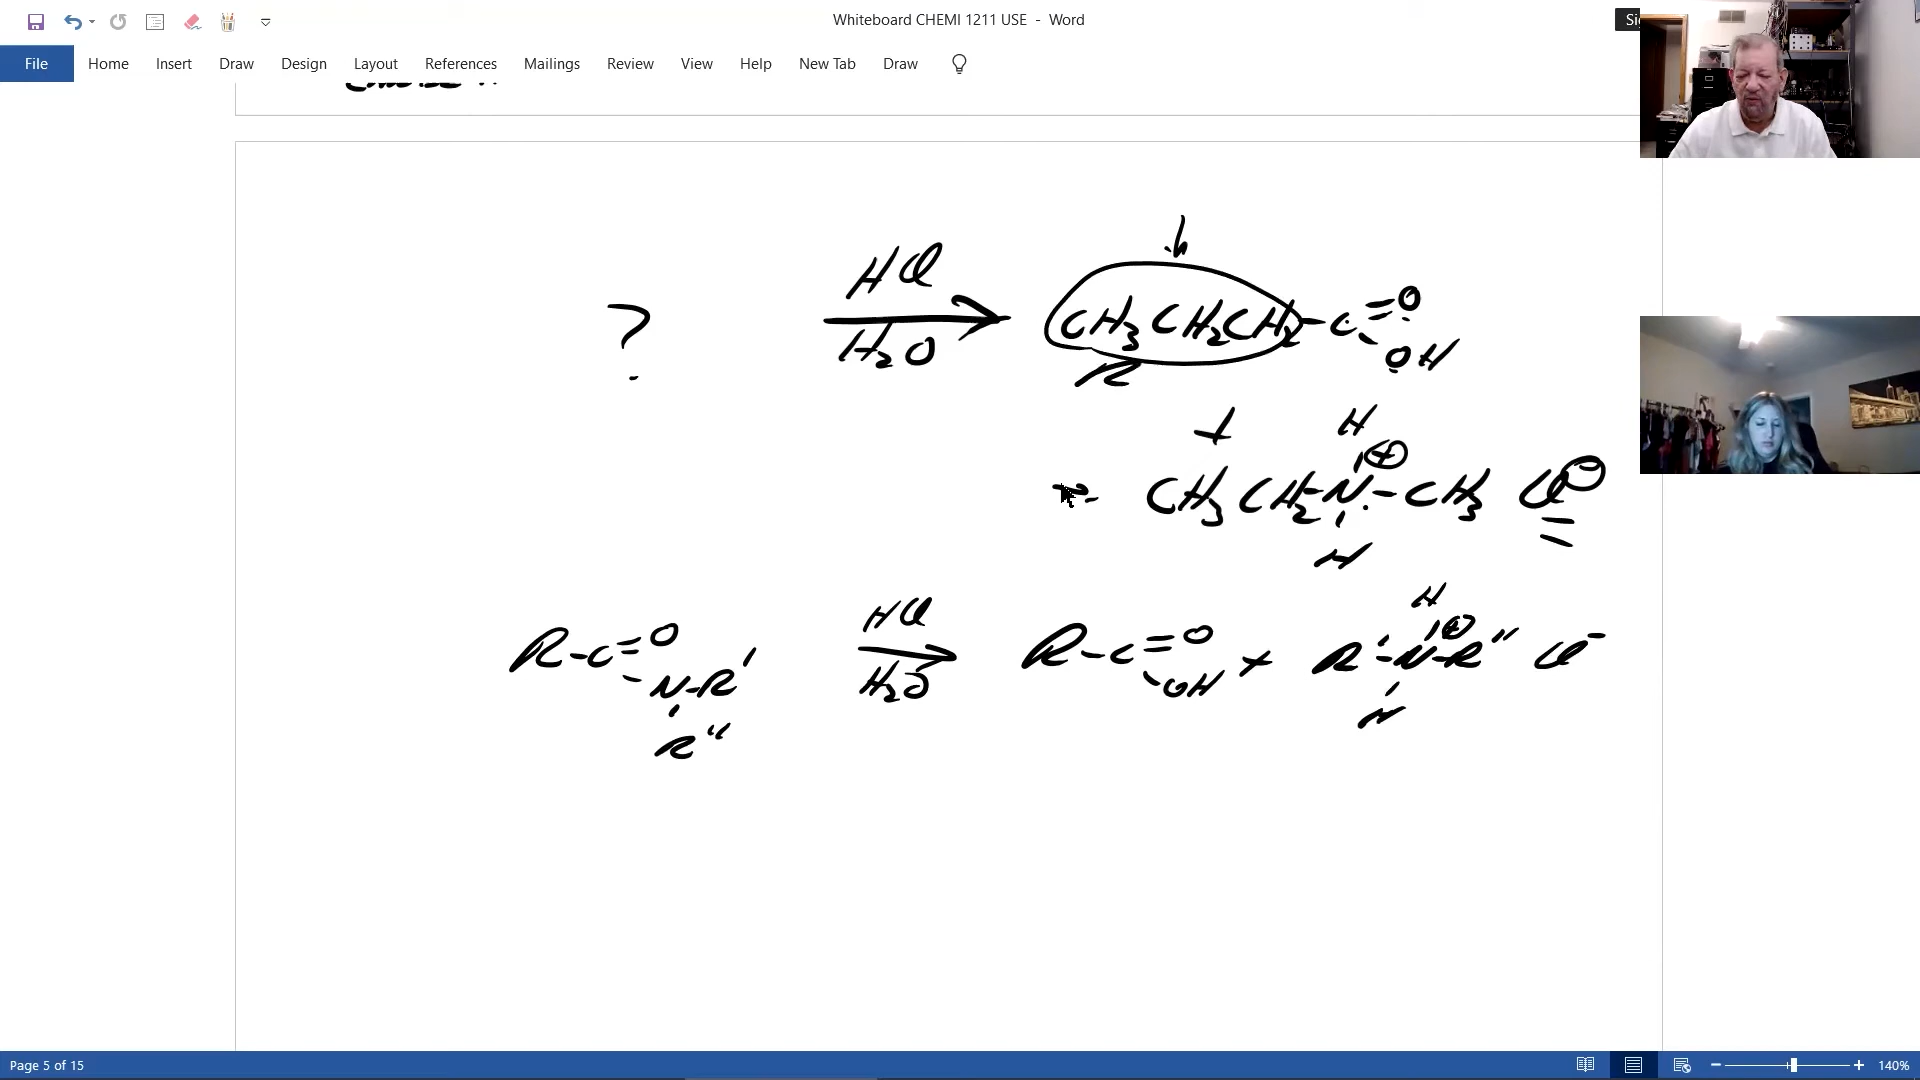 Whiteboard CHEMI 1211 USE - Word
Si
File Home Insert Draw Design Layout References Mailings Review View Help New Tab Draw
h
HCl
? CH3CH2CH2-C=O
H2O OH
R
+ H
⊕
CH3CH2-N-CH3 Cl⊖
H
HCl H
R-C=O R-C=O + R'-N⊕-R'' Cl-
N-R' H2O OH
H
R''
Page 5 of 15 140%